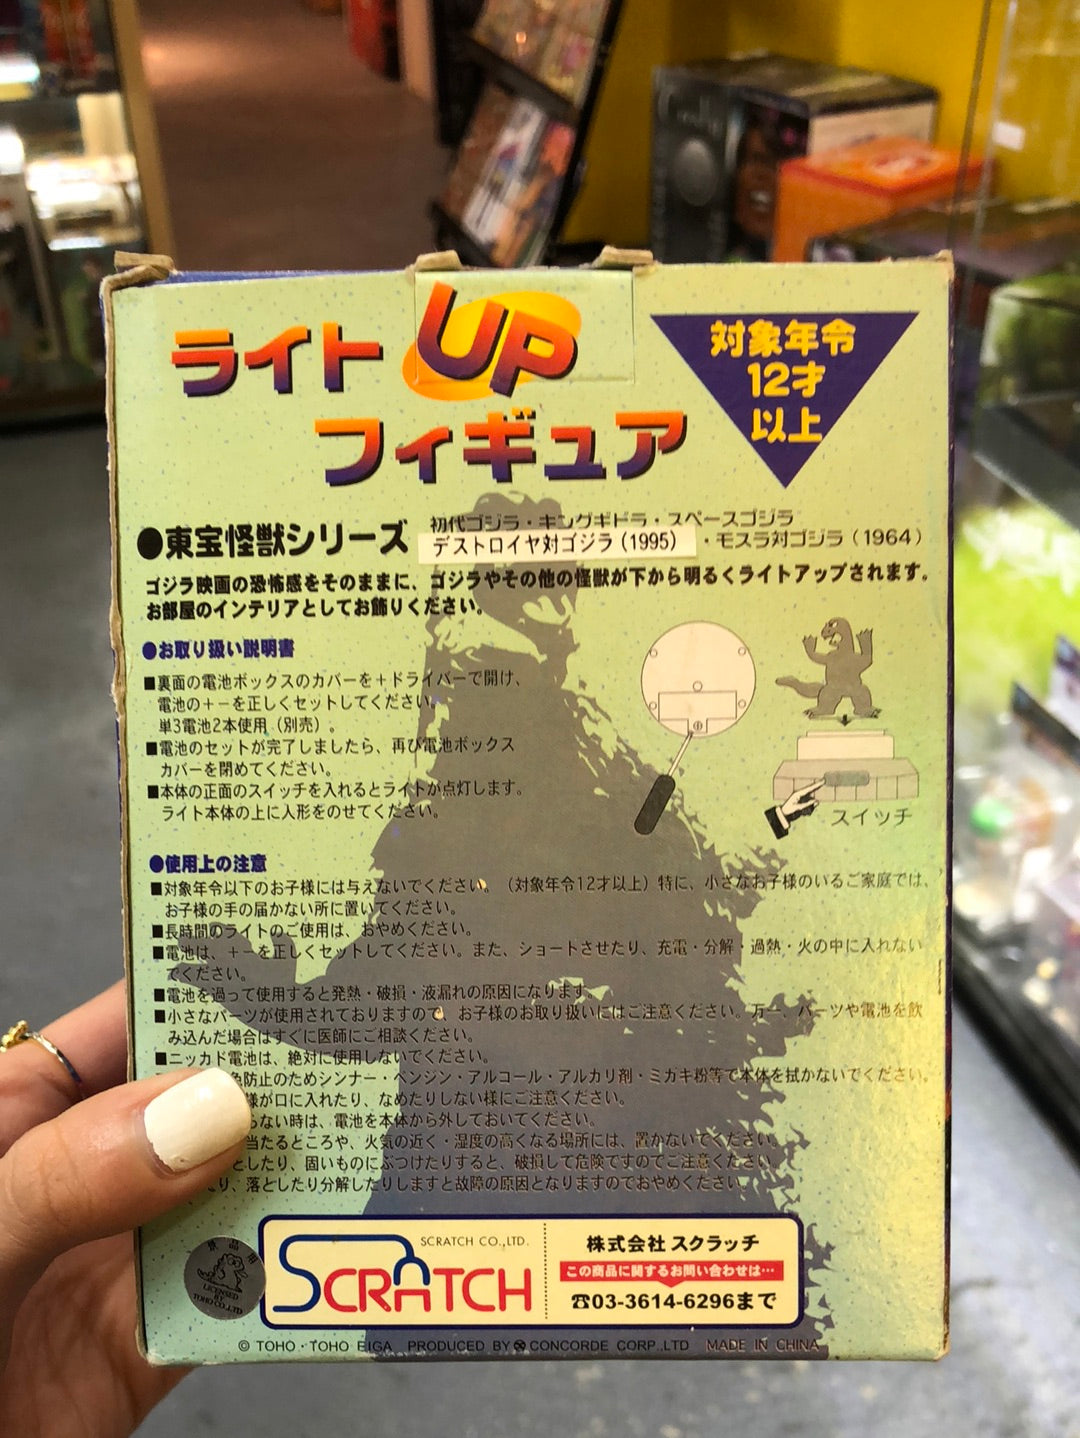 ライト UP
フィギュア
対象年令
12才
以上
●東宝怪獣シリーズ
初代ゴジラ・キングギドラ・スペースゴジラ
デストロイヤ対ゴジラ(1995)・モスラ対ゴジラ(1964)
ゴジラ映画の恐怖感をそのままに、ゴジラやその他の怪獣が下から明るくライトアップされます。
お部屋のインテリアとしてお飾りください。
●お取り扱い説明書
■裏面の電池ボックスのカバーを+ドライバーで開け、
電池の+-を正しくセットしてください。
単3電池2本使用(別売)。
■電池のセットが完了しましたら、再び電池ボックス
カバーを閉めてください。
■本体の正面のスイッチを入れるとライトが点灯します。
ライト本体の上に人形をのせてください。
スイッチ
●使用上の注意
■対象年令以下のお子様には与えないでください。(対象年令12才以上)特に、小さなお子様のいるご家庭では、
お子様の手の届かない所に置いてください。
■長時間のライトのご使用は、おやめください。
■電池は、+-を正しくセットしてください。また、ショートさせたり、充電・分解・過熱・火の中に入れない
でください。
■電池を過って使用すると発熱・破損・液漏れの原因になります。
■小さなパーツが使用されておりますので、お子様のお取り扱いにはご注意ください。万一、パーツや電池を飲
み込んだ場合はすぐに医師にご相談ください。
■ニッカド電池は、絶対に使用しないでください。
防止のためシンナー・ベンジン・アルコール・アルカリ剤・ミカキ粉等で本体を拭かないでください。
様が口に入れたり、なめたりしない様にご注意ください。
らない時は、電池を本体から外しておいてください。
当たるところや、火気の近く・湿度の高くなる場所には、置かないでください。
としたり、固いものにぶつけたりすると、破損して危険ですのでご注意ください。
たり、落としたり分解したりしますと故障の原因となりますのでおやめください。
LICENSED
BY
TOHO CO.,LTD
SCRATCH CO.,LTD.
SCRATCH
株式会社 スクラッチ
この商品に関するお問い合わせは…
☎03-3614-6296まで
© TOHO・TOHO EIGA PRODUCED BY CONCORDE CORP.,LTD MADE IN CHINA